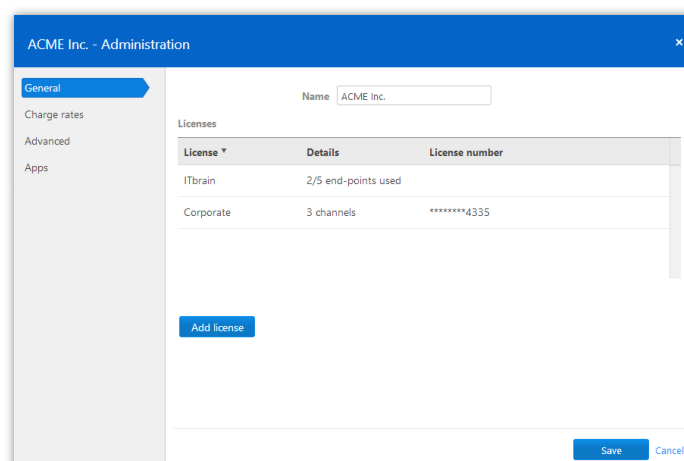 ACME Inc. - Administration ×
General
Charge rates
Advanced
Apps
Name ACME Inc.
Licenses
License ▼ Details License number
ITbrain 2/5 end-points used
Corporate 3 channels ********4335
Add license
Save Cancel